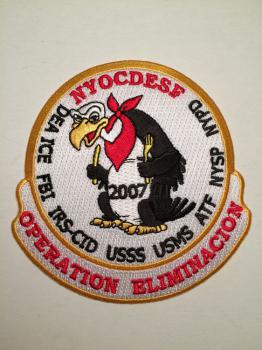 NYOCDESF
DEA ICE FBI IRS-CID USSS USMS ATF NYSP NYPD
2007
OPERATION ELIMINACION